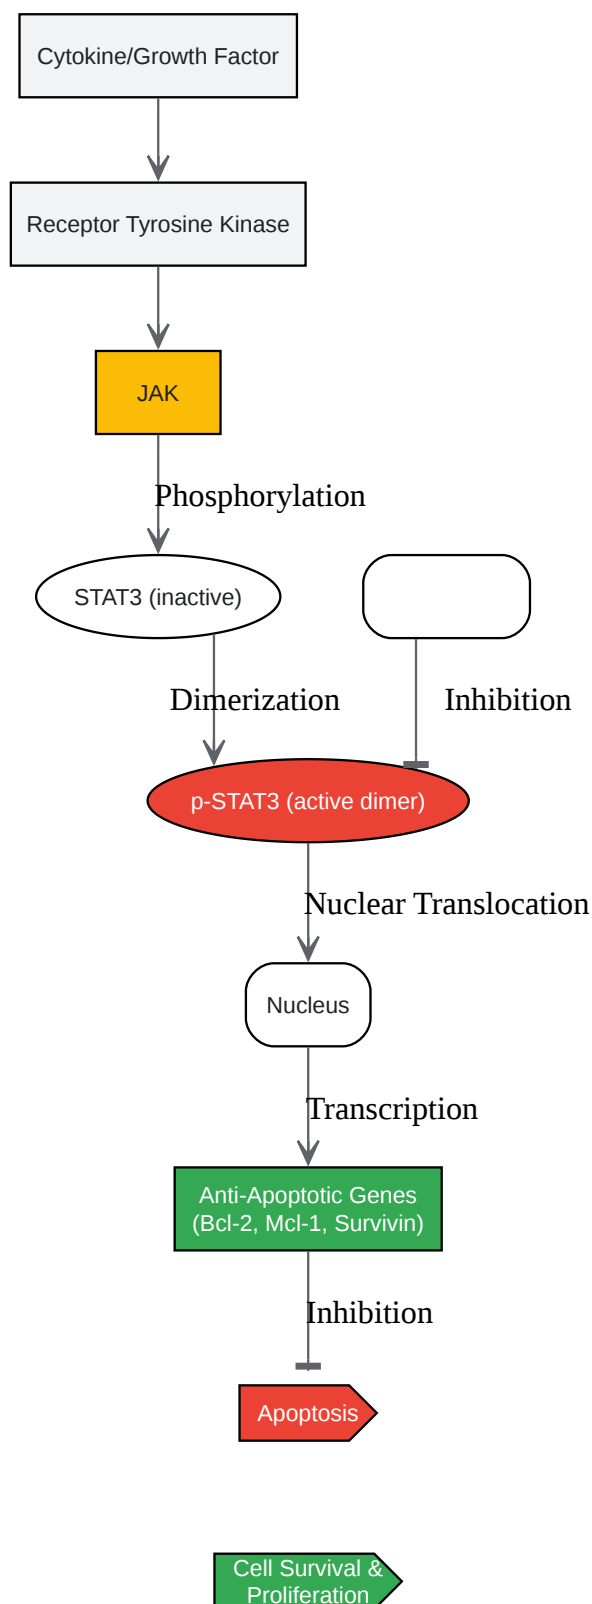 Cytokine/Growth Factor
Receptor Tyrosine Kinase
JAK
Phosphorylation
STAT3 (inactive)
Dimerization
Inhibition
p-STAT3 (active dimer)
Nuclear Translocation
Nucleus
Transcription
Anti-Apoptotic Genes
(Bcl-2, Mcl-1, Survivin)
Inhibition
Apoptosis
Cell Survival &
Proliferation